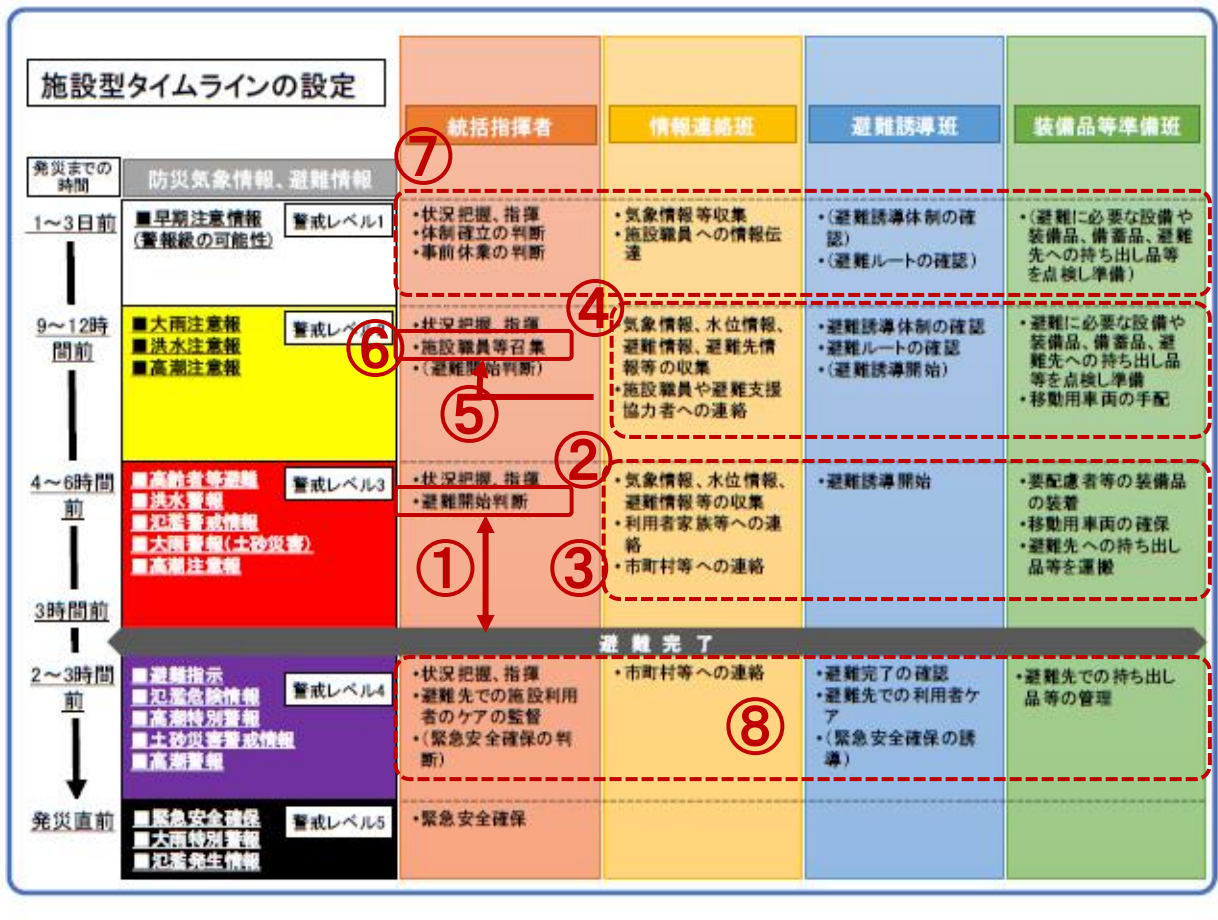 施設型タイムラインの設定
統括指揮者
情報連絡班
避難誘導班
装備品等準備班
⑦
発災までの
時間
防災気象情報、避難情報
1～3日前
■早期注意情報
(警報級の可能性)
警戒レベル1
・状況把握、指揮
・体制確立の判断
・事前休業の判断
・気象情報等収集
・施設職員への情報伝
達
・(避難誘導体制の確
認)
・(避難ルートの確認)
・(避難に必要な設備や
装備品、備蓄品、避難
先への持ち出し品等
を点検し準備)
9～12時
間前
■大雨注意報
■洪水注意報
■高潮注意報
警戒レベル
⑥
・状況把握、指揮
・施設職員等召集
・(避難開始判断)
⑤
④
気象情報、水位情報、
避難情報、避難先情
報等の収集
・施設職員や避難支援
協力者への連絡
・避難誘導体制の確認
・避難ルートの確認
・(避難誘導開始)
・避難に必要な設備や
装備品、備蓄品、避
難先への持ち出し品
等を点検し準備
・移動用車両の手配
4～6時間
前
■高齢者等避難
■洪水警報
■氾濫警戒情報
■大雨警報(土砂災害)
■高潮注意報
警戒レベル3
・状況把握、指揮
・避難開始判断
①
②
③
・気象情報、水位情報、
避難情報等の収集
・利用者家族等への連
絡
・市町村等への連絡
・避難誘導開始
・要配慮者等の装備品
の装着
・移動用車両の確保
・避難先への持ち出し
品等を運搬
3時間前
避難完了
2～3時間
前
■避難指示
■氾濫危険情報
■高潮特別警報
■土砂災害警戒情報
■高潮警報
警戒レベル4
・状況把握、指揮
・避難先での施設利用
者のケアの監督
・(緊急安全確保の判
断)
・市町村等への連絡
⑧
・避難完了の確認
・避難先での利用者ケ
ア
・(緊急安全確保の誘
導)
・避難先での持ち出し
品等の管理
発災直前
■緊急安全確保
■大雨特別警報
■氾濫発生情報
警戒レベル5
・緊急安全確保